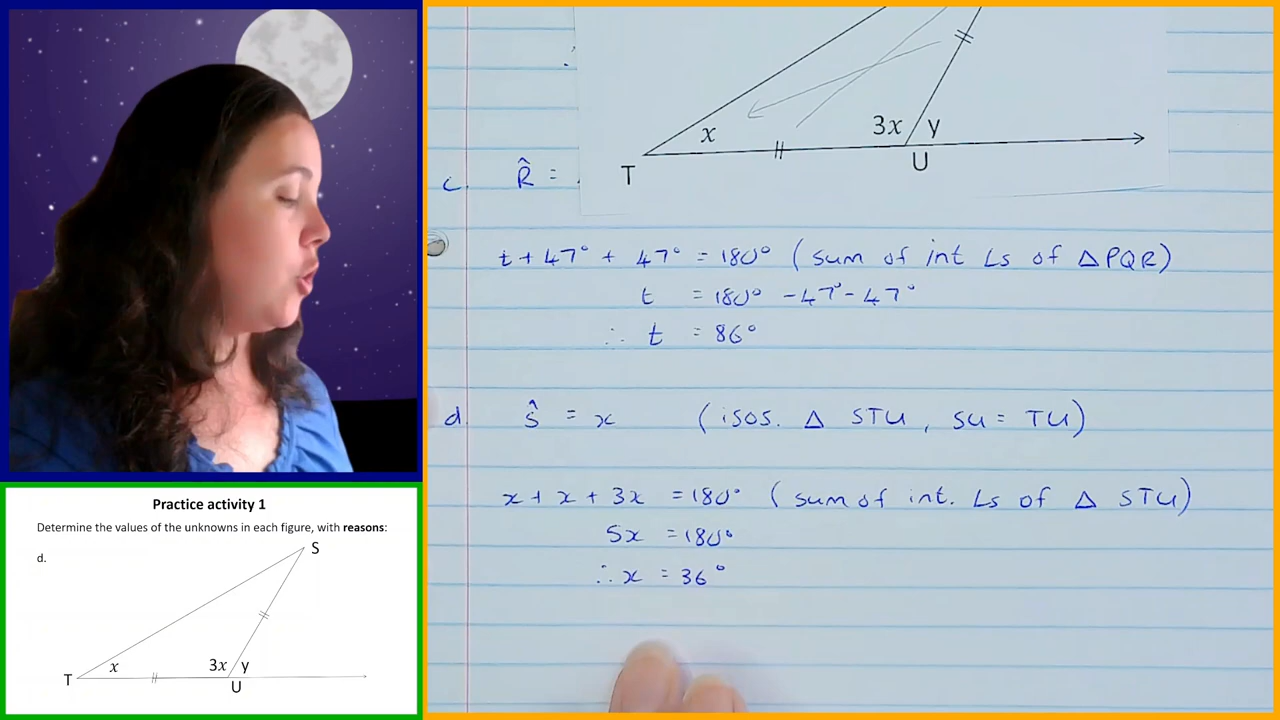 x
3x
y
T
U
c. R̂ =
t + 47° + 47° = 180° (sum of int ∠s of △PQR)
t = 180° - 47° - 47°
∴ t = 86°
d. Ŝ = x (isos. △ STU, SU = TU)
x + x + 3x = 180° (sum of int. ∠s of △ STU)
5x = 180°
∴ x = 36°
Practice activity 1
Determine the values of the unknowns in each figure, with reasons:
d.
S
x
3x
y
T
U